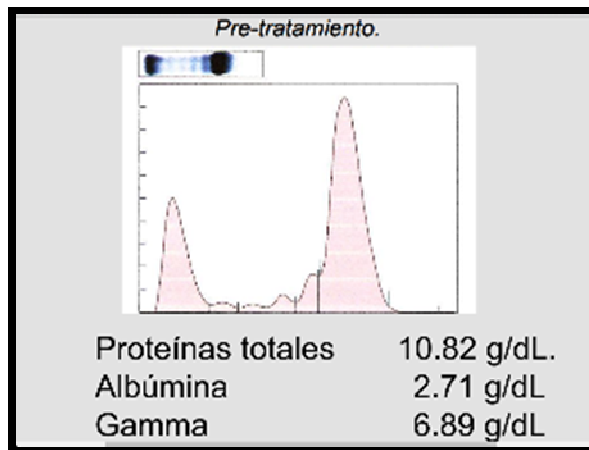 Pre-tratamiento.
Proteínas totales 10.82 g/dL.
Albúmina 2.71 g/dL
Gamma 6.89 g/dL